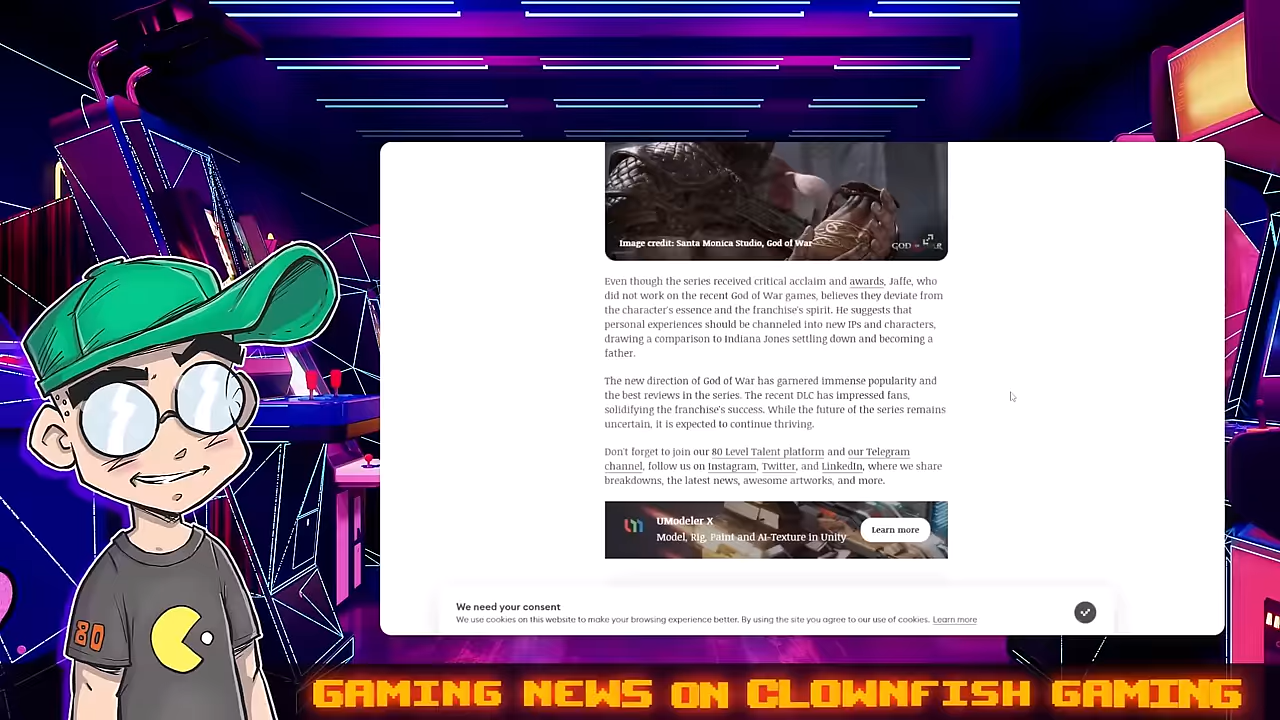 Image credit: Santa Monica Studio, God of War
Even though the series received critical acclaim and awards, Jaffe, who
did not work on the recent God of War games, believes they deviate from
the character's essence and the franchise's spirit. He suggests that
personal experiences should be channeled into new IPs and characters,
drawing a comparison to Indiana Jones settling down and becoming a
father.
The new direction of God of War has garnered immense popularity and
the best reviews in the series. The recent DLC has impressed fans,
solidifying the franchise's success. While the future of the series remains
uncertain, it is expected to continue thriving.
Don't forget to join our 80 Level Talent platform and our Telegram
channel, follow us on Instagram, Twitter, and LinkedIn, where we share
breakdowns, the latest news, awesome artworks, and more.
UModeler X
Model, Rig, Paint and AI-Texture in Unity
Learn more
We need your consent
We use cookies on this website to make your browsing experience better. By using the site you agree to our use of cookies. Learn more
80
GAMING NEWS ON CLOWNFISH GAMING